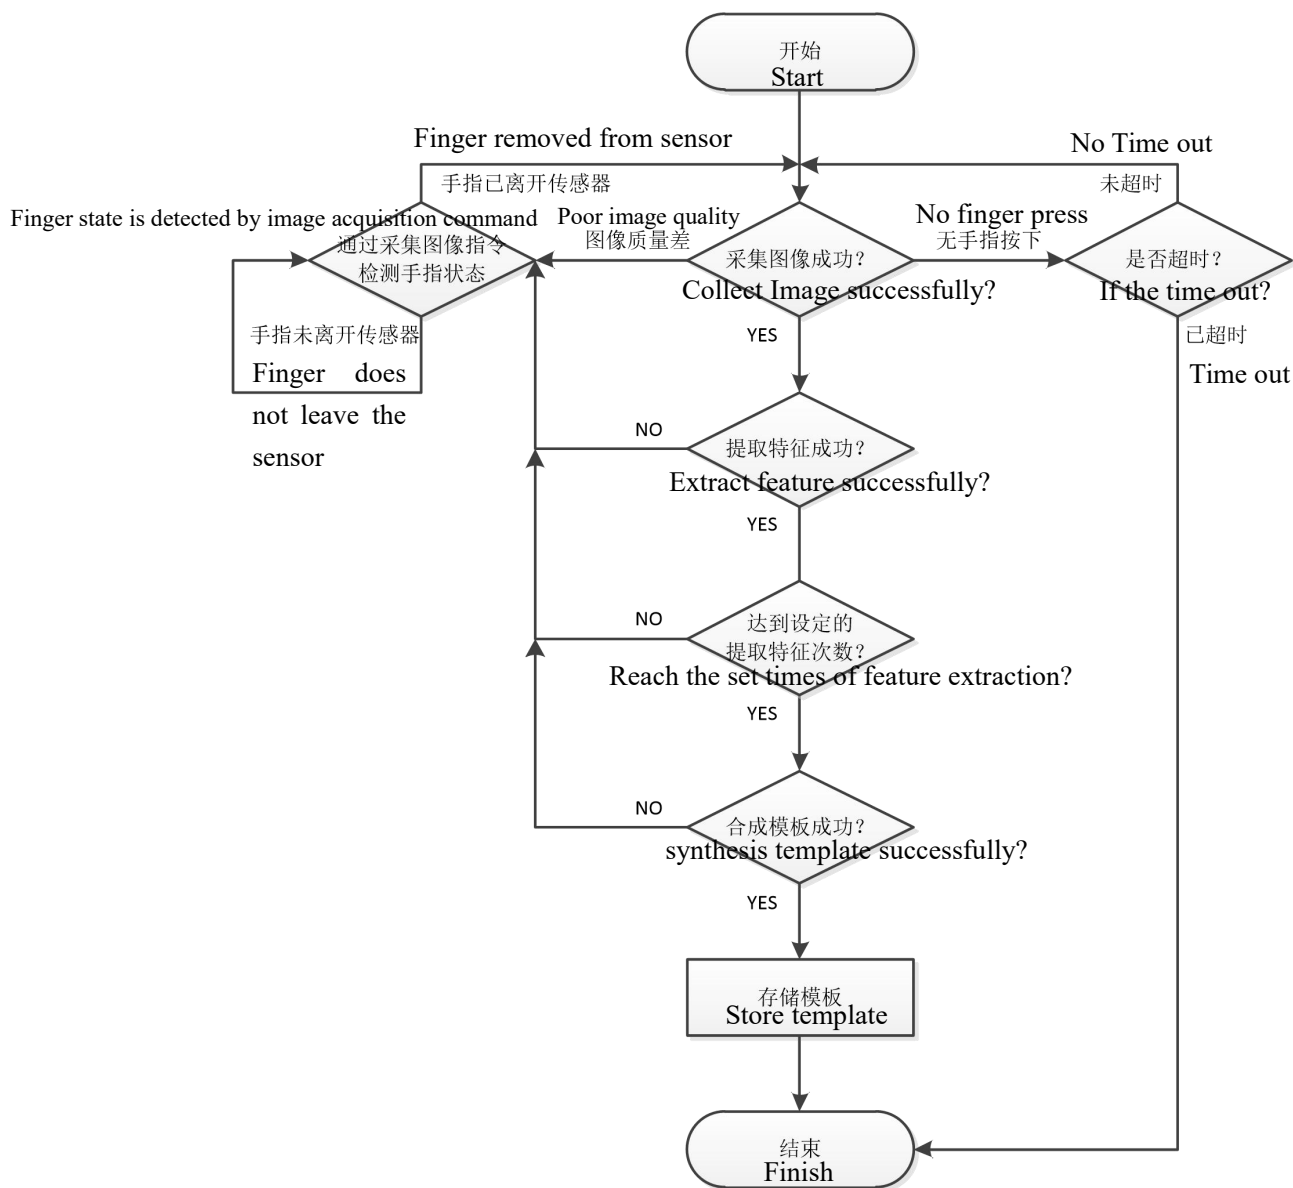 开始
Start
Finger removed from sensor
No Time out
手指已离开传感器
未超时
Finger state is detected by image acquisition command
Poor image quality
No finger press
通过采集图像指令
检测手指状态
图像质量差
采集图像成功?
Collect Image successfully?
无手指按下
是否超时?
If the time out?
手指未离开传感器
Finger does
not leave the
sensor
YES
已超时
Time out
NO
提取特征成功?
Extract feature successfully?
YES
NO
达到设定的
提取特征次数?
Reach the set times of feature extraction?
YES
NO
合成模板成功?
synthesis template successfully?
YES
存储模板
Store template
结束
Finish